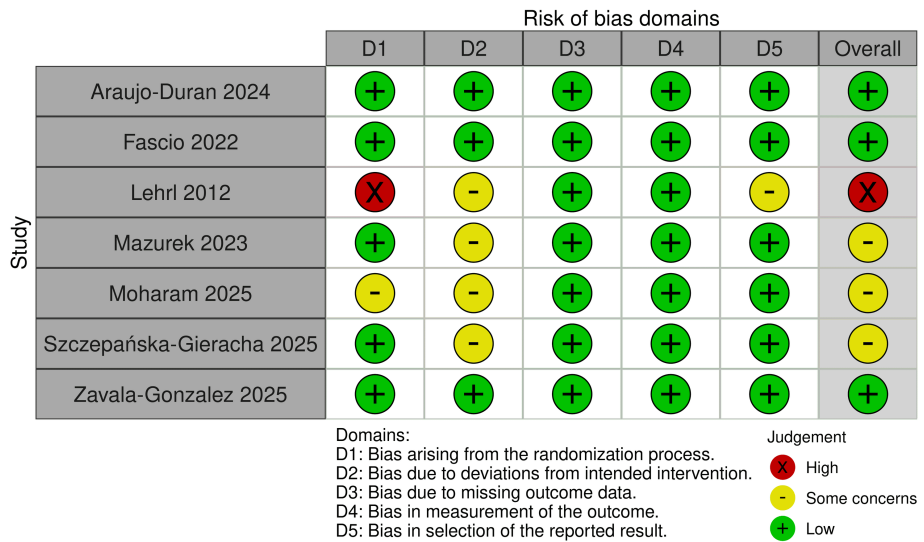 Risk of bias domains
D1 D2 D3 D4 D5 Overall
Study
Araujo-Duran 2024 + + + + + +
Fascio 2022 + + + + + +
Lehrl 2012 X - + + - X
Mazurek 2023 + - + + + -
Moharam 2025 - - + + + -
Szczepańska-Gieracha 2025 + - + + + -
Zavala-Gonzalez 2025 + + + + + +
Domains:
D1: Bias arising from the randomization process.
D2: Bias due to deviations from intended intervention.
D3: Bias due to missing outcome data.
D4: Bias in measurement of the outcome.
D5: Bias in selection of the reported result.
Judgement
X High
- Some concerns
+ Low